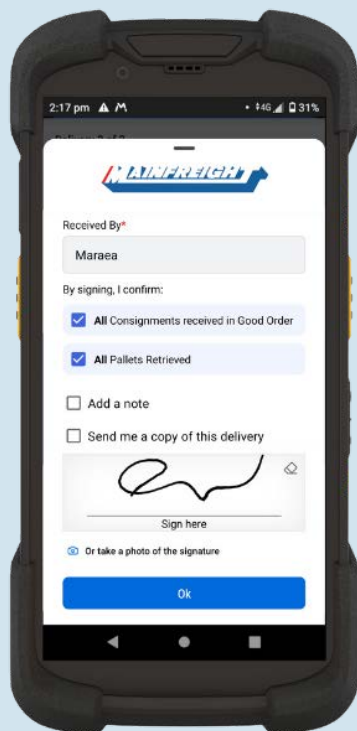 2:17 pm
4G 31%
MAINFREIGHT
Received By*
Maraea
By signing, I confirm:
All Consignments received in Good Order
All Pallets Retrieved
Add a note
Send me a copy of this delivery
Sign here
Or take a photo of the signature
Ok